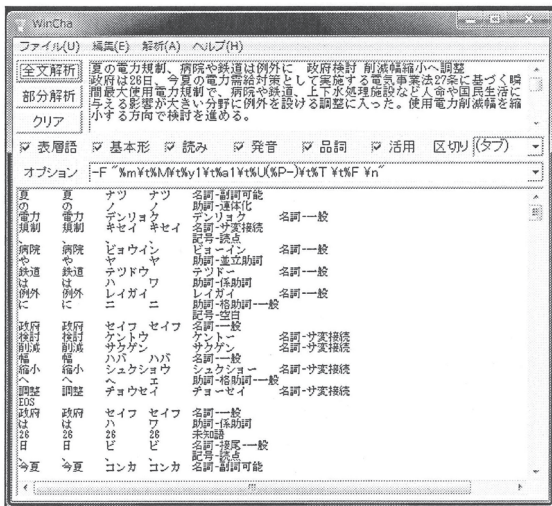 WinCha
ファイル(U) 編集(E) 解析(A) ヘルプ(H)
全文解析
部分解析
クリア
夏の電力規制、病院や鉄道は例外に 政府検討 削減幅縮小へ調整
政府は26日、今夏の電力需給対策として実施する電気事業法27条に基づく瞬
間最大使用電力規制で、病院や鉄道、上下水処理施設など人命や国民生活に
与える影響が大きい分野に例外を設ける調整に入った。使用電力削減幅を縮
小する方向で検討を進める。
表層語 基本形 読み 発音 品詞 活用 区切り (タブ)
オプション -F "%m¥t%M¥t%y1¥t%a1¥t%U(%P-)¥t%T ¥t%F ¥n"
夏 夏 ナツ ナツ 名詞-副詞可能
の の ノ ノ 助詞-連体化
電力 電力 デンリョク デンリョク 名詞-一般
規制 規制 キセイ キセイ 名詞-サ変接続
、 、 、 、 記号-読点
病院 病院 ビョウイン ビョーイン 名詞-一般
や や ヤ ヤ 助詞-並立助詞
鉄道 鉄道 テツドウ テツドー 名詞-一般
は は ハ ワ 助詞-係助詞
例外 例外 レイガイ レイガイ 名詞-一般
に に ニ ニ 助詞-格助詞-一般
記号-空白
政府 政府 セイフ セイフ 名詞-一般
検討 検討 ケントウ ケントー 名詞-サ変接続
削減 削減 サクゲン サクゲン 名詞-サ変接続
幅 幅 ハバ ハバ 名詞-一般
縮小 縮小 シュクショウ シュクショー 名詞-サ変接続
へ へ ヘ エ 助詞-格助詞-一般
調整 調整 チョウセイ チョーセイ 名詞-サ変接続
EOS
政府 政府 セイフ セイフ 名詞-一般
は は ハ ワ 助詞-係助詞
26 26 26 26 未知語
日 日 ビ ビ 名詞-接尾-一般
、 、 、 、 記号-読点
今夏 今夏 コンカ コンカ 名詞-副詞可能